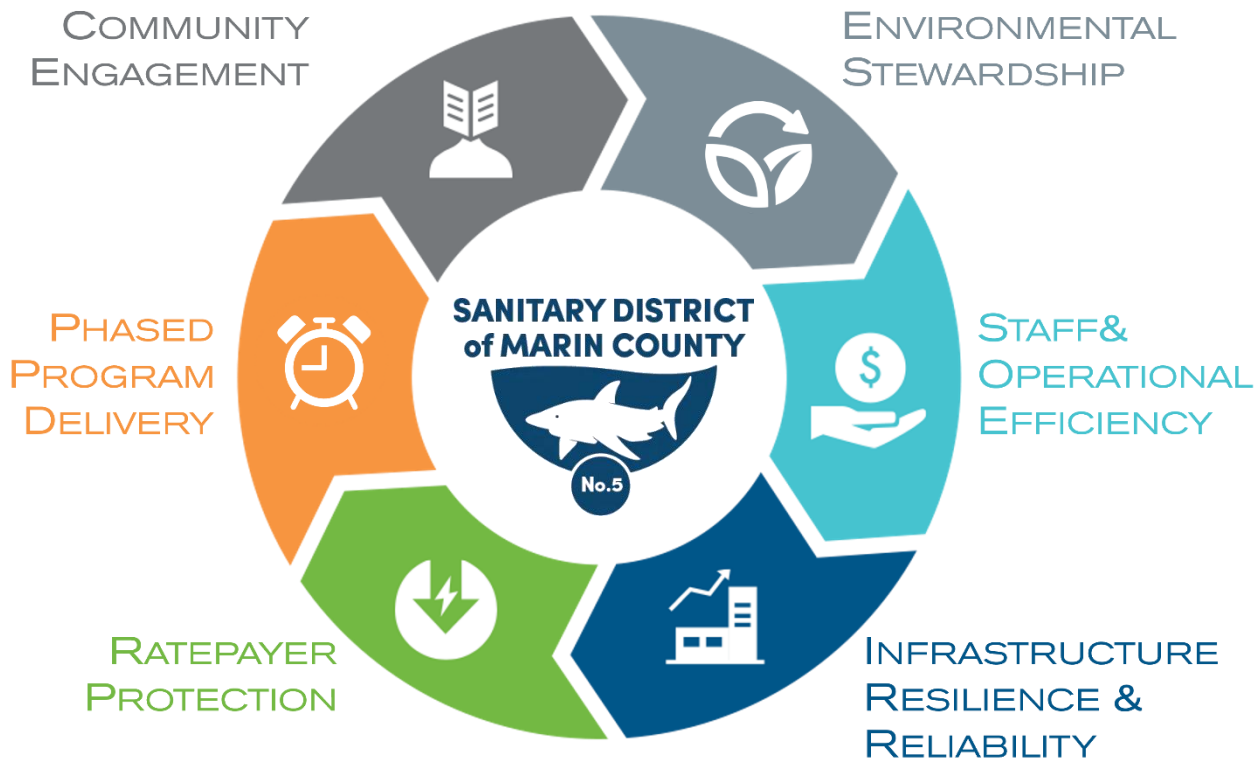 COMMUNITY
ENGAGEMENT
ENVIRONMENTAL
STEWARDSHIP
PHASED
PROGRAM
DELIVERY
SANITARY DISTRICT
of MARIN COUNTY
No.5
$
STAFF&
OPERATIONAL
EFFICIENCY
RATEPAYER
PROTECTION
INFRASTRUCTURE
RESILIENCE &
RELIABILITY